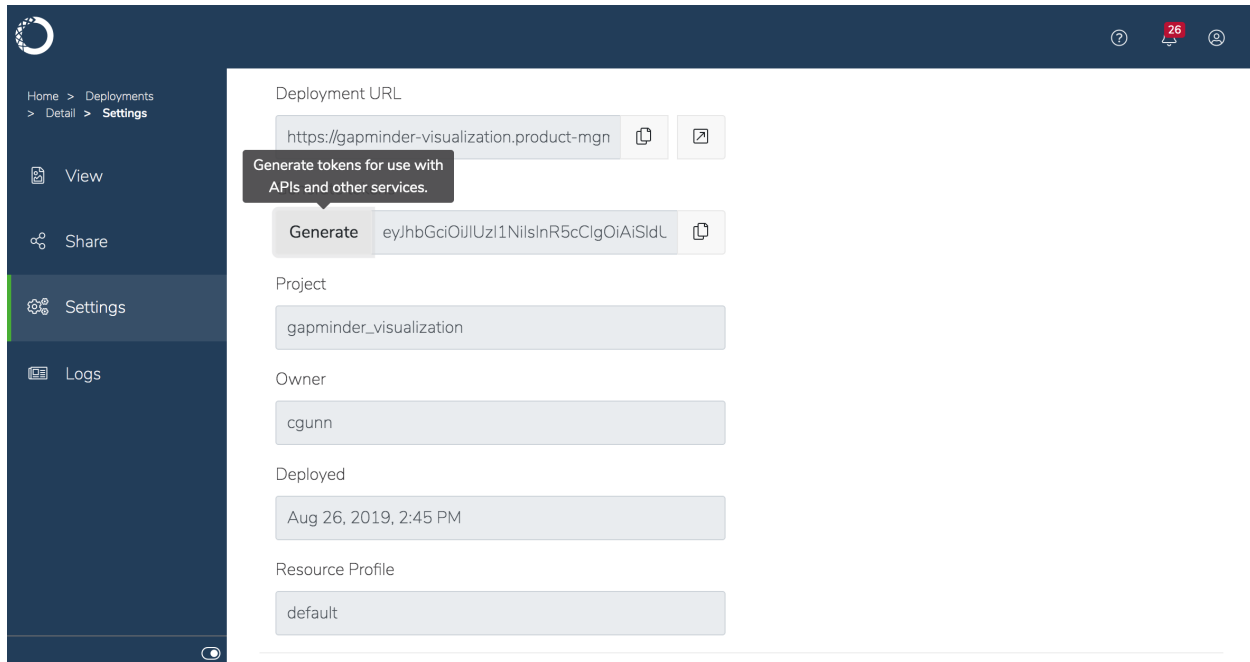 26
Home > Deployments
> Detail > Settings
View
Share
Settings
Logs
Deployment URL
https://gapminder-visualization.product-mgn
Generate tokens for use with
APIs and other services.
Generate
Project
gapminder_visualization
Owner
cgunn
Deployed
Aug 26, 2019, 2:45 PM
Resource Profile
default